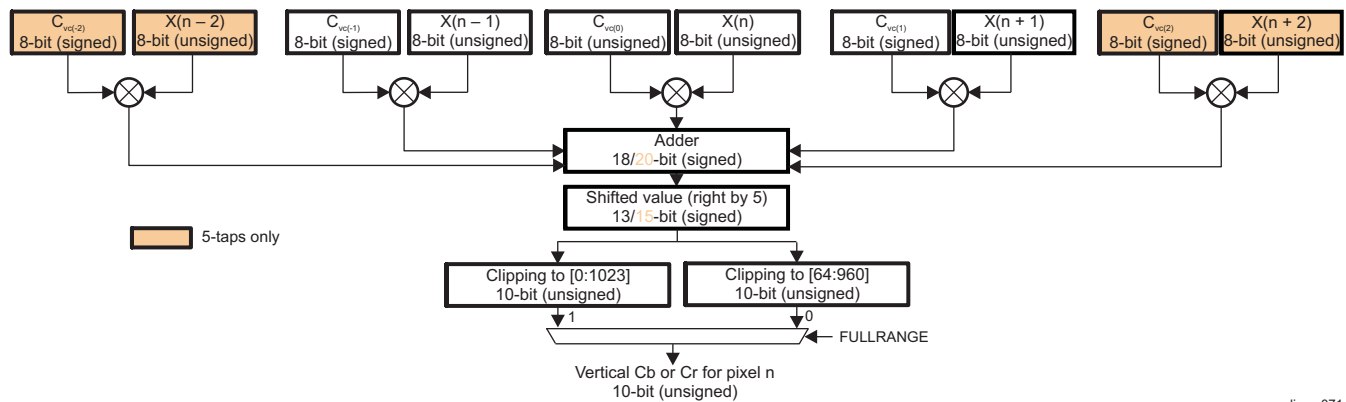 C_vc(-2)
8-bit (signed)
X(n – 2)
8-bit (unsigned)
C_vc(-1)
8-bit (signed)
X(n – 1)
8-bit (unsigned)
C_vc(0)
8-bit (unsigned)
X(n)
8-bit (unsigned)
C_vc(1)
8-bit (signed)
X(n + 1)
8-bit (unsigned)
C_vc(2)
8-bit (signed)
X(n + 2)
8-bit (unsigned)
Adder
18/20-bit (signed)
Shifted value (right by 5)
13/15-bit (signed)
5-taps only
Clipping to [0:1023]
10-bit (unsigned)
Clipping to [64:960]
10-bit (unsigned)
1
0
FULLRANGE
Vertical Cb or Cr for pixel n
10-bit (unsigned)